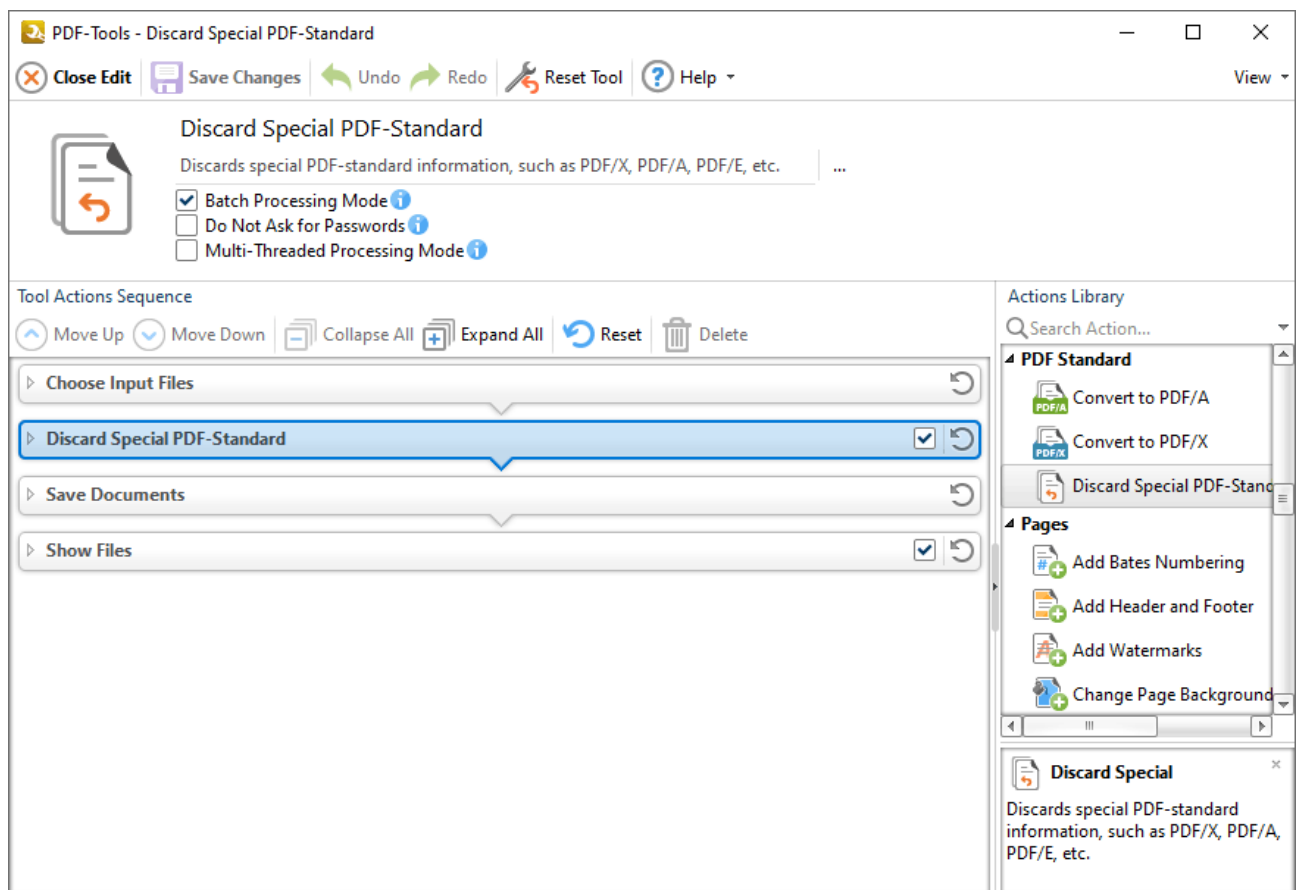 PDF-Tools - Discard Special PDF-Standard
Close Edit Save Changes Undo Redo Reset Tool ? Help View
Discard Special PDF-Standard
Discards special PDF-standard information, such as PDF/X, PDF/A, PDF/E, etc. ...
Batch Processing Mode i
Do Not Ask for Passwords i
Multi-Threaded Processing Mode i
Tool Actions Sequence
Move Up Move Down Collapse All Expand All Reset Delete
Choose Input Files
Discard Special PDF-Standard
Save Documents
Show Files
Actions Library
Search Action...
PDF Standard
PDF/A Convert to PDF/A
PDF/X Convert to PDF/X
Discard Special PDF-Stand
Pages
# Add Bates Numbering
Add Header and Footer
A Add Watermarks
Change Page Background
Discard Special
Discards special PDF-standard
information, such as PDF/X, PDF/A,
PDF/E, etc.